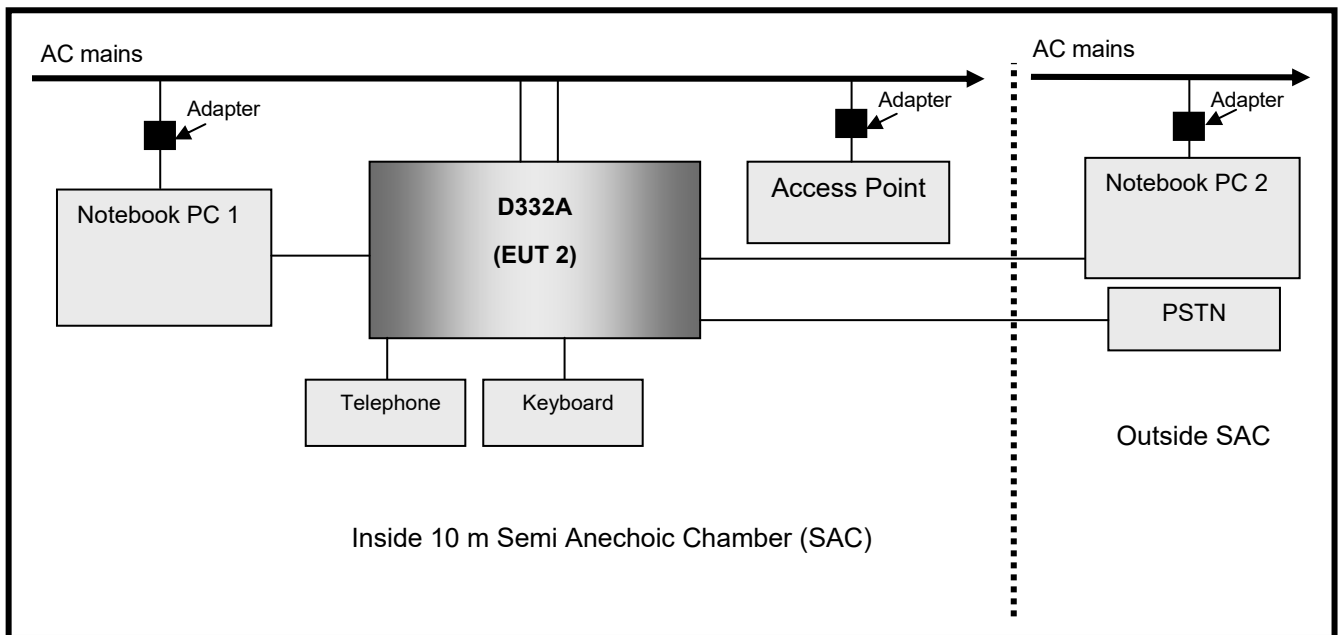 AC mains
AC mains
Adapter
Adapter
Adapter
Notebook PC 1
D332A
(EUT 2)
Access Point
Notebook PC 2
PSTN
Telephone
Keyboard
Outside SAC
Inside 10 m Semi Anechoic Chamber (SAC)